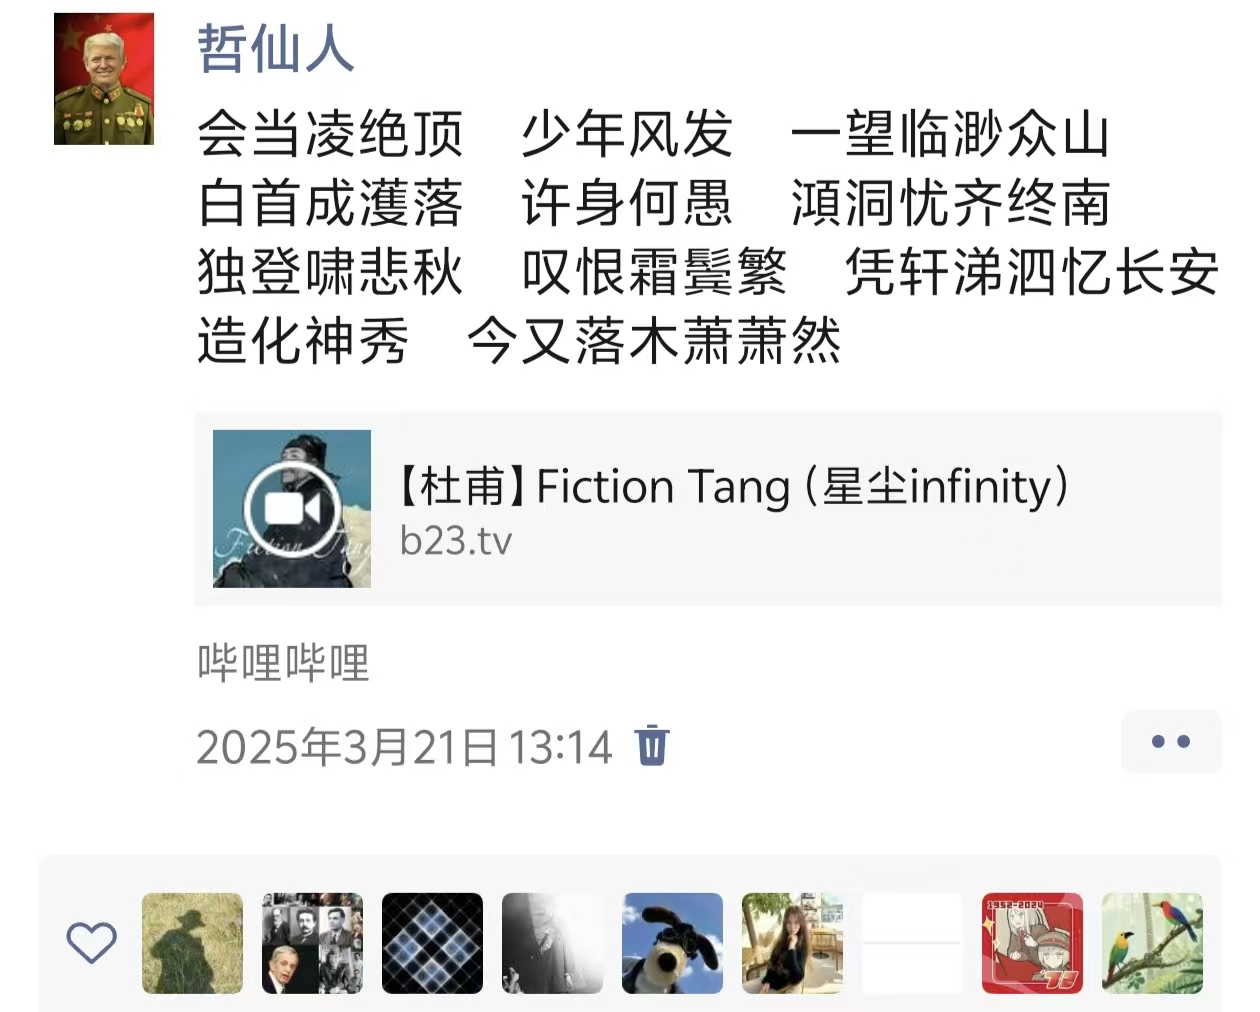 哲仙人
会当凌绝顶　少年风发　一望临渺众山
白首成濩落　许身何愚　澒洞忧齐终南
独登啸悲秋　叹恨霜鬓繁　凭轩涕泗忆长安
造化神秀　今又落木萧萧然
【杜甫】Fiction Tang（星尘infinity）
Fiction Tang
b23.tv
哔哩哔哩
2025年3月21日 13:14
1952-2024